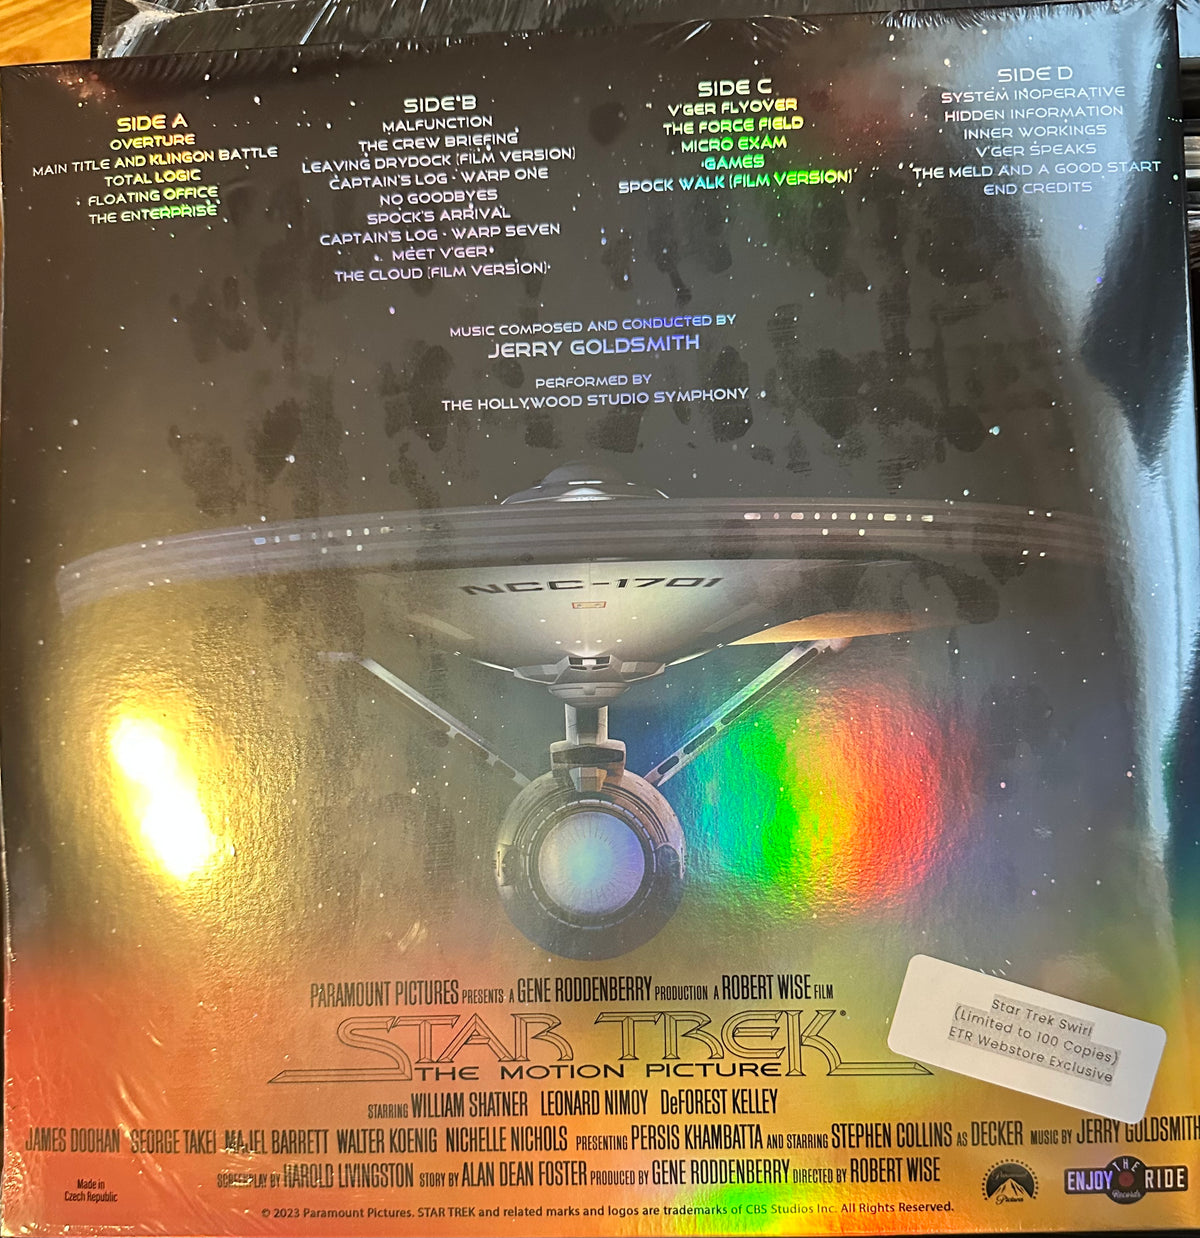 SIDE A
OVERTURE
MAIN TITLE AND KLINGON BATTLE
TOTAL LOGIC
FLOATING OFFICE
THE ENTERPRISE
SIDE B
MALFUNCTION
THE CREW BRIEFING
LEAVING DRYDOCK (FILM VERSION)
CAPTAIN'S LOG - WARP ONE
NO GOODBYES
SPOCK'S ARRIVAL
CAPTAIN'S LOG - WARP SEVEN
MEET V'GER
THE CLOUD (FILM VERSION)
SIDE C
V'GER FLYOVER
THE FORCE FIELD
MICRO EXAM
GAMES
SPOCK WALK (FILM VERSION)
SIDE D
SYSTEM INOPERATIVE
HIDDEN INFORMATION
INNER WORKINGS
V'GER SPEAKS
THE MELD AND A GOOD START
END CREDITS
MUSIC COMPOSED AND CONDUCTED BY
JERRY GOLDSMITH
PERFORMED BY
THE HOLLYWOOD STUDIO SYMPHONY
NCC-1701
PARAMOUNT PICTURES PRESENTS A GENE RODDENBERRY PRODUCTION A ROBERT WISE FILM
STAR TREK®
THE MOTION PICTURE
Star Trek Swirl
(Limited to 100 Copies)
ETR Webstore Exclusive
STARRING WILLIAM SHATNER LEONARD NIMOY DeFOREST KELLEY
JAMES DOOHAN GEORGE TAKEI MAJEL BARRETT WALTER KOENIG NICHELLE NICHOLS PRESENTING PERSIS KHAMBATTA AND STARRING STEPHEN COLLINS AS DECKER MUSIC BY JERRY GOLDSMITH
SCREENPLAY BY HAROLD LIVINGSTON STORY BY ALAN DEAN FOSTER PRODUCED BY GENE RODDENBERRY DIRECTED BY ROBERT WISE
Made in
Czech Republic
Paramount
Pictures
ENJOY THE RIDE
Records
© 2023 Paramount Pictures. STAR TREK and related marks and logos are trademarks of CBS Studios Inc. All Rights Reserved.